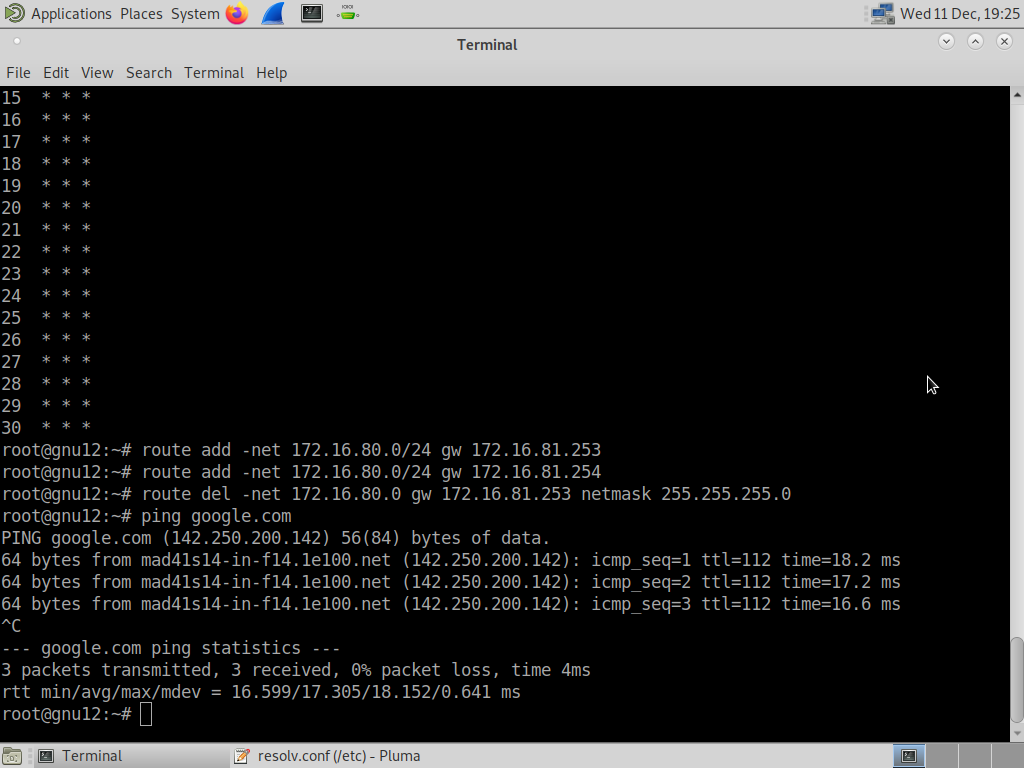 Applications Places System Wed 11 Dec, 19:25
Terminal
File Edit View Search Terminal Help
15  * * *
16  * * *
17  * * *
18  * * *
19  * * *
20  * * *
21  * * *
22  * * *
23  * * *
24  * * *
25  * * *
26  * * *
27  * * *
28  * * *
29  * * *
30  * * *
root@gnu12:~# route add -net 172.16.80.0/24 gw 172.16.81.253
root@gnu12:~# route add -net 172.16.80.0/24 gw 172.16.81.254
root@gnu12:~# route del -net 172.16.80.0 gw 172.16.81.253 netmask 255.255.255.0
root@gnu12:~# ping google.com
PING google.com (142.250.200.142) 56(84) bytes of data.
64 bytes from mad41s14-in-f14.1e100.net (142.250.200.142): icmp_seq=1 ttl=112 time=18.2 ms
64 bytes from mad41s14-in-f14.1e100.net (142.250.200.142): icmp_seq=2 ttl=112 time=17.2 ms
64 bytes from mad41s14-in-f14.1e100.net (142.250.200.142): icmp_seq=3 ttl=112 time=16.6 ms
^C
--- google.com ping statistics ---
3 packets transmitted, 3 received, 0% packet loss, time 4ms
rtt min/avg/max/mdev = 16.599/17.305/18.152/0.641 ms
root@gnu12:~#
Terminal resolv.conf (/etc) - Pluma